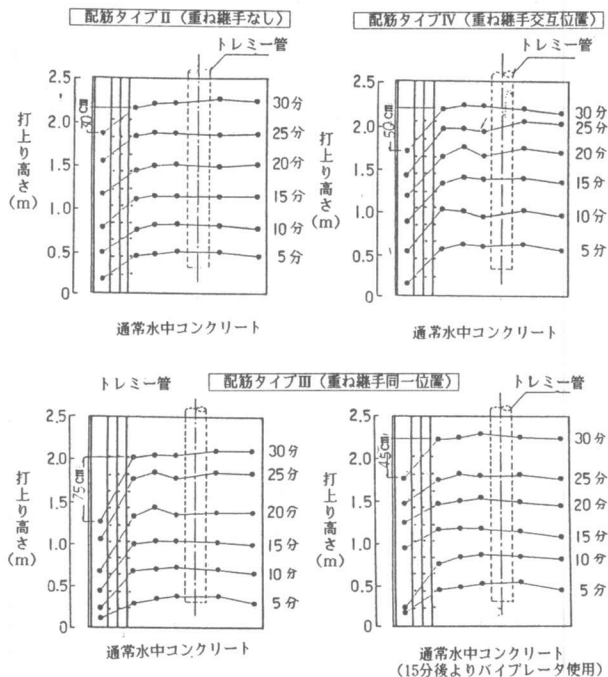 配筋タイプⅡ(重ね継手なし)
トレミー管
打上り高さ(m)
2.5
2.0
1.5
1.0
0.5
0
30cm
30分
25分
20分
15分
10分
5分
通常水中コンクリート
配筋タイプⅣ(重ね継手交互位置)
トレミー管
打上り高さ(m)
2.5
2.0
1.5
1.0
0.5
0
50cm
30分
25分
20分
15分
10分
5分
通常水中コンクリート
配筋タイプⅢ(重ね継手同一位置)
トレミー管
打上り高さ(m)
2.5
2.0
1.5
1.0
0.5
0
75cm
30分
25分
20分
15分
10分
5分
通常水中コンクリート
トレミー管
打上り高さ(m)
2.5
2.0
1.5
1.0
0.5
0
45cm
30分
25分
20分
15分
10分
5分
通常水中コンクリート
(15分後よりバイブレータ使用)